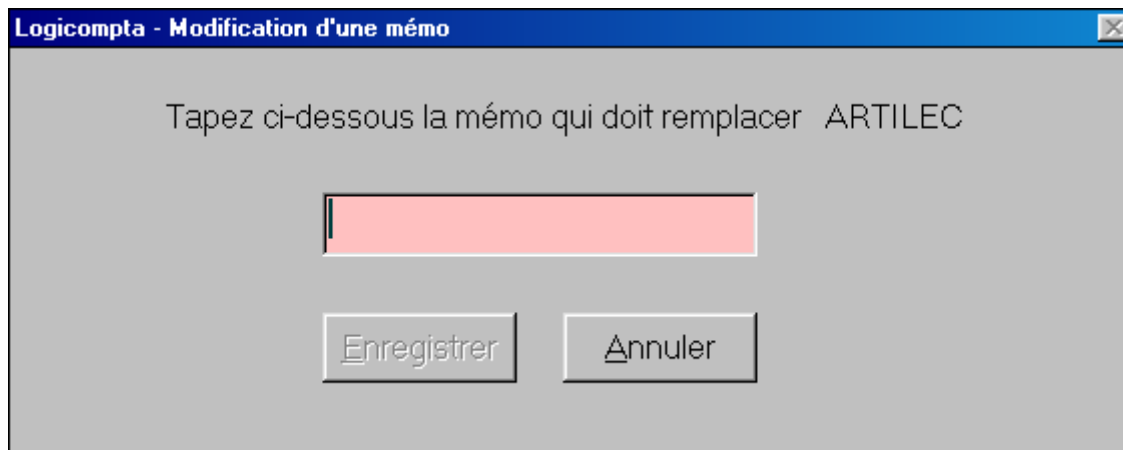 Logicompta - Modification d'une mémo
Tapez ci-dessous la mémo qui doit remplacer ARTILEC
Enregistrer
Annuler